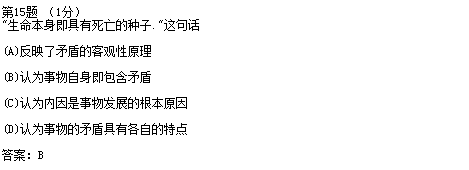 第15题 （1分）
“生命本身即具有死亡的种子.“这句话
(A)反映了矛盾的客观性原理
(B)认为事物自身即包含矛盾
(C)认为内因是事物发展的根本原因
(D)认为事物的矛盾具有各自的特点
答案：B